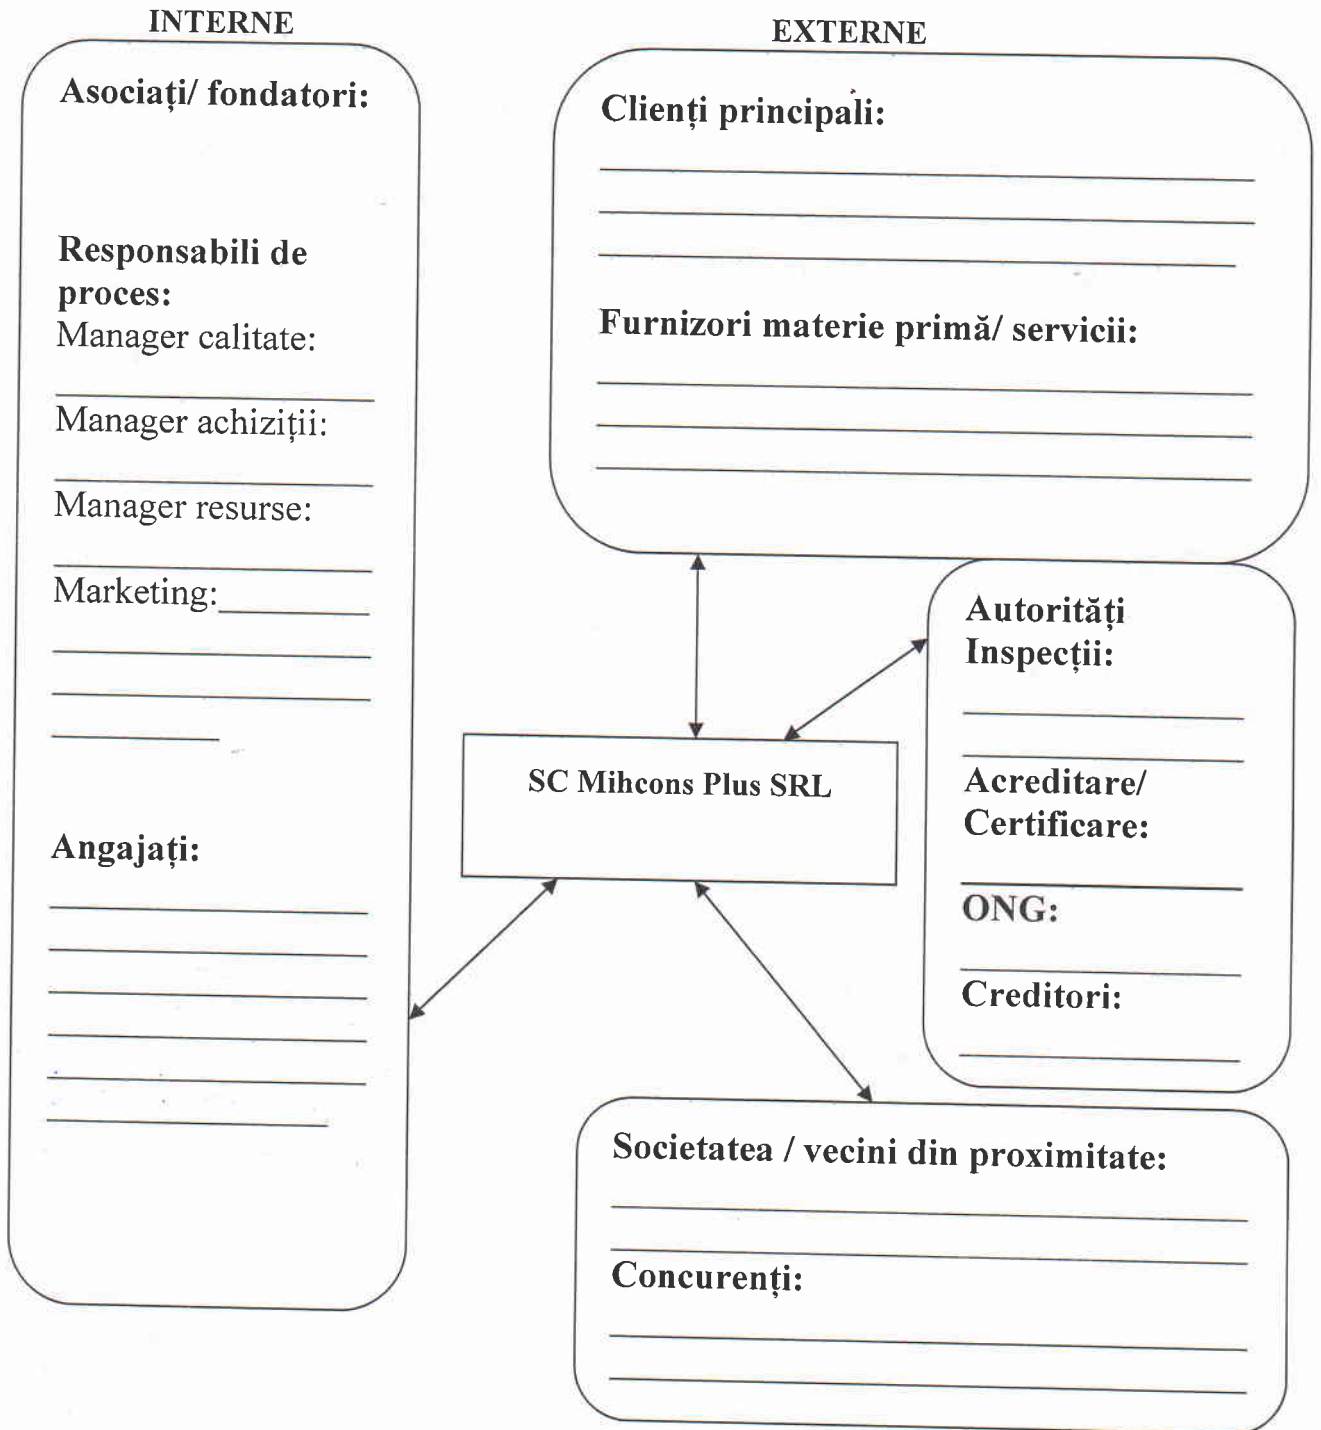 INTERNE
Asociați/ fondatori:
Responsabili de
proces:
Manager calitate:
Manager achiziții:
Manager resurse:
Marketing:
Angajați:
EXTERNE
Clienți principali:
Furnizori materie primă/ servicii:
Autorități
Inspecții:
Acreditare/
Certificare:
ONG:
Creditori:
SC Mihcons Plus SRL
Societatea / vecini din proximitate:
Concurenți: